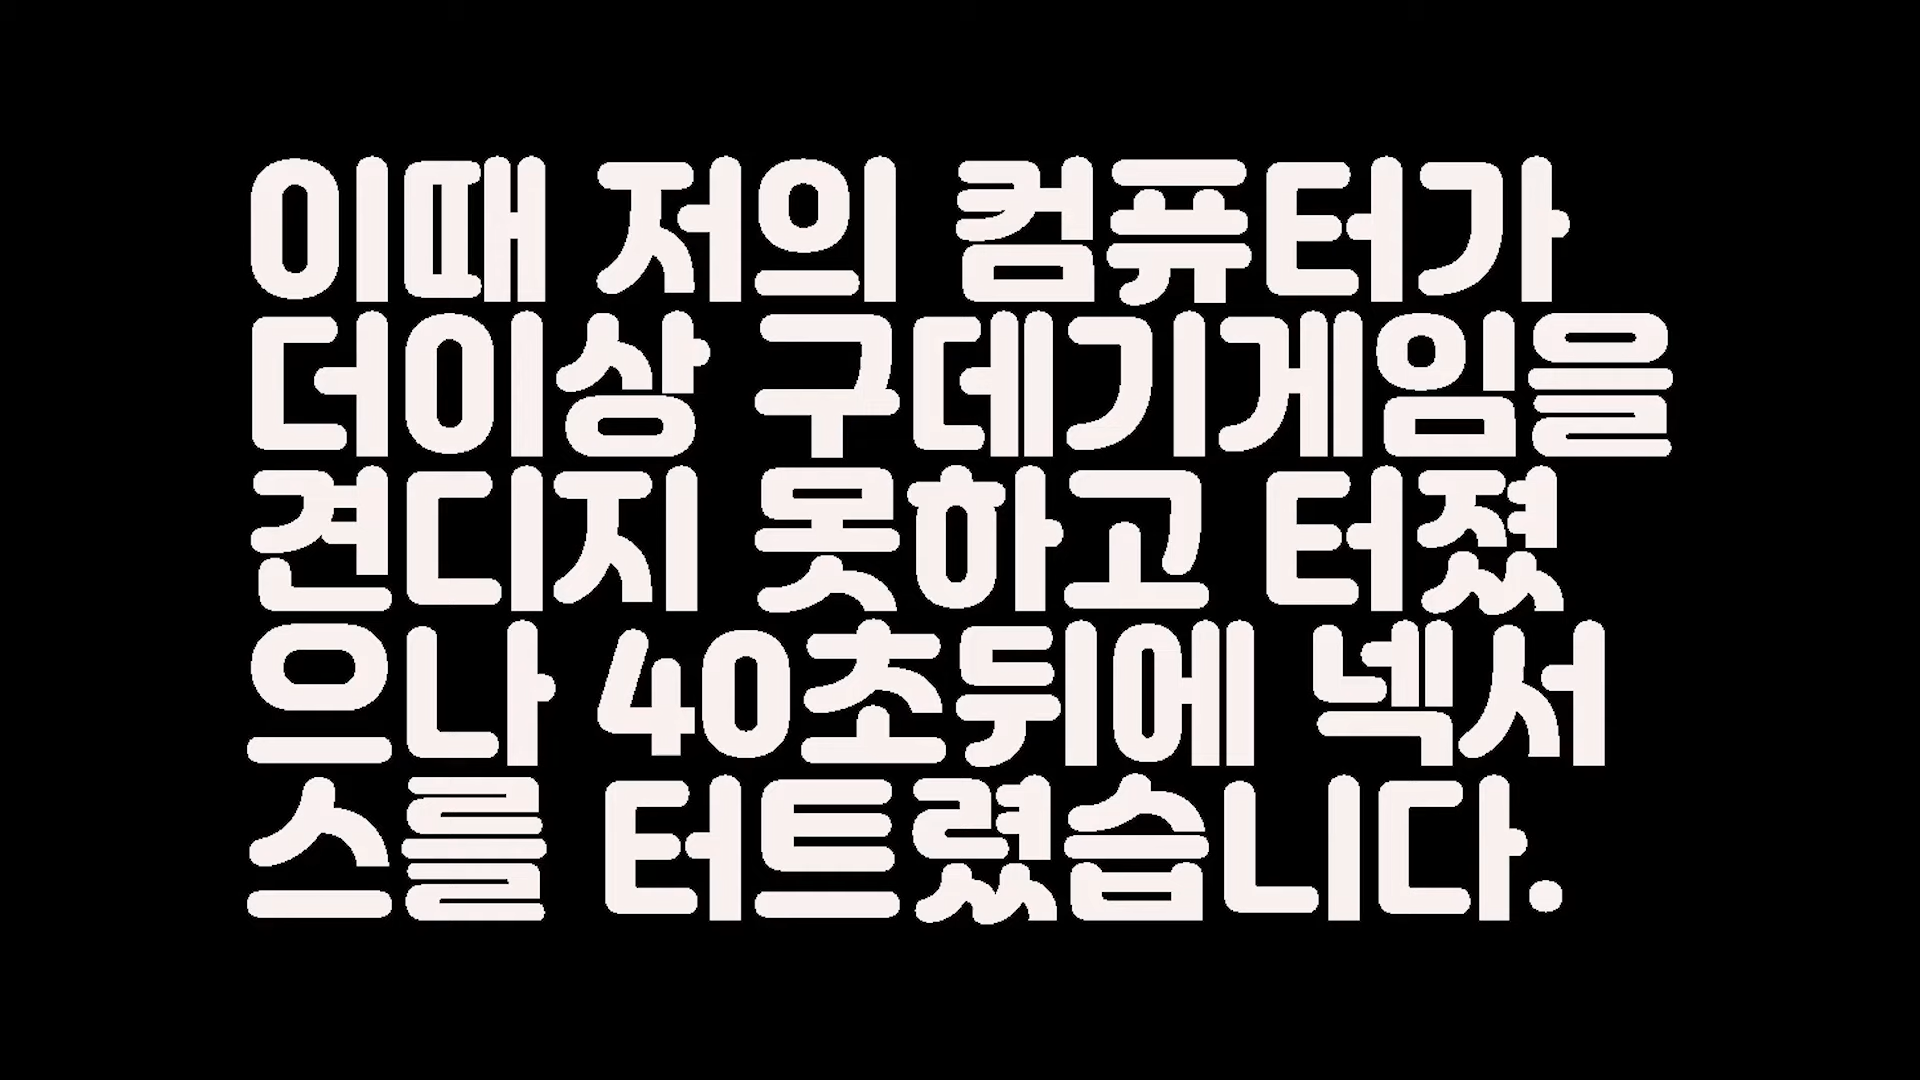 이때 저의 컴퓨터가
더이상 구데기게임을
견디지 못하고 터졌
으나 40초뒤에 넥서
스를 터트렸습니다.